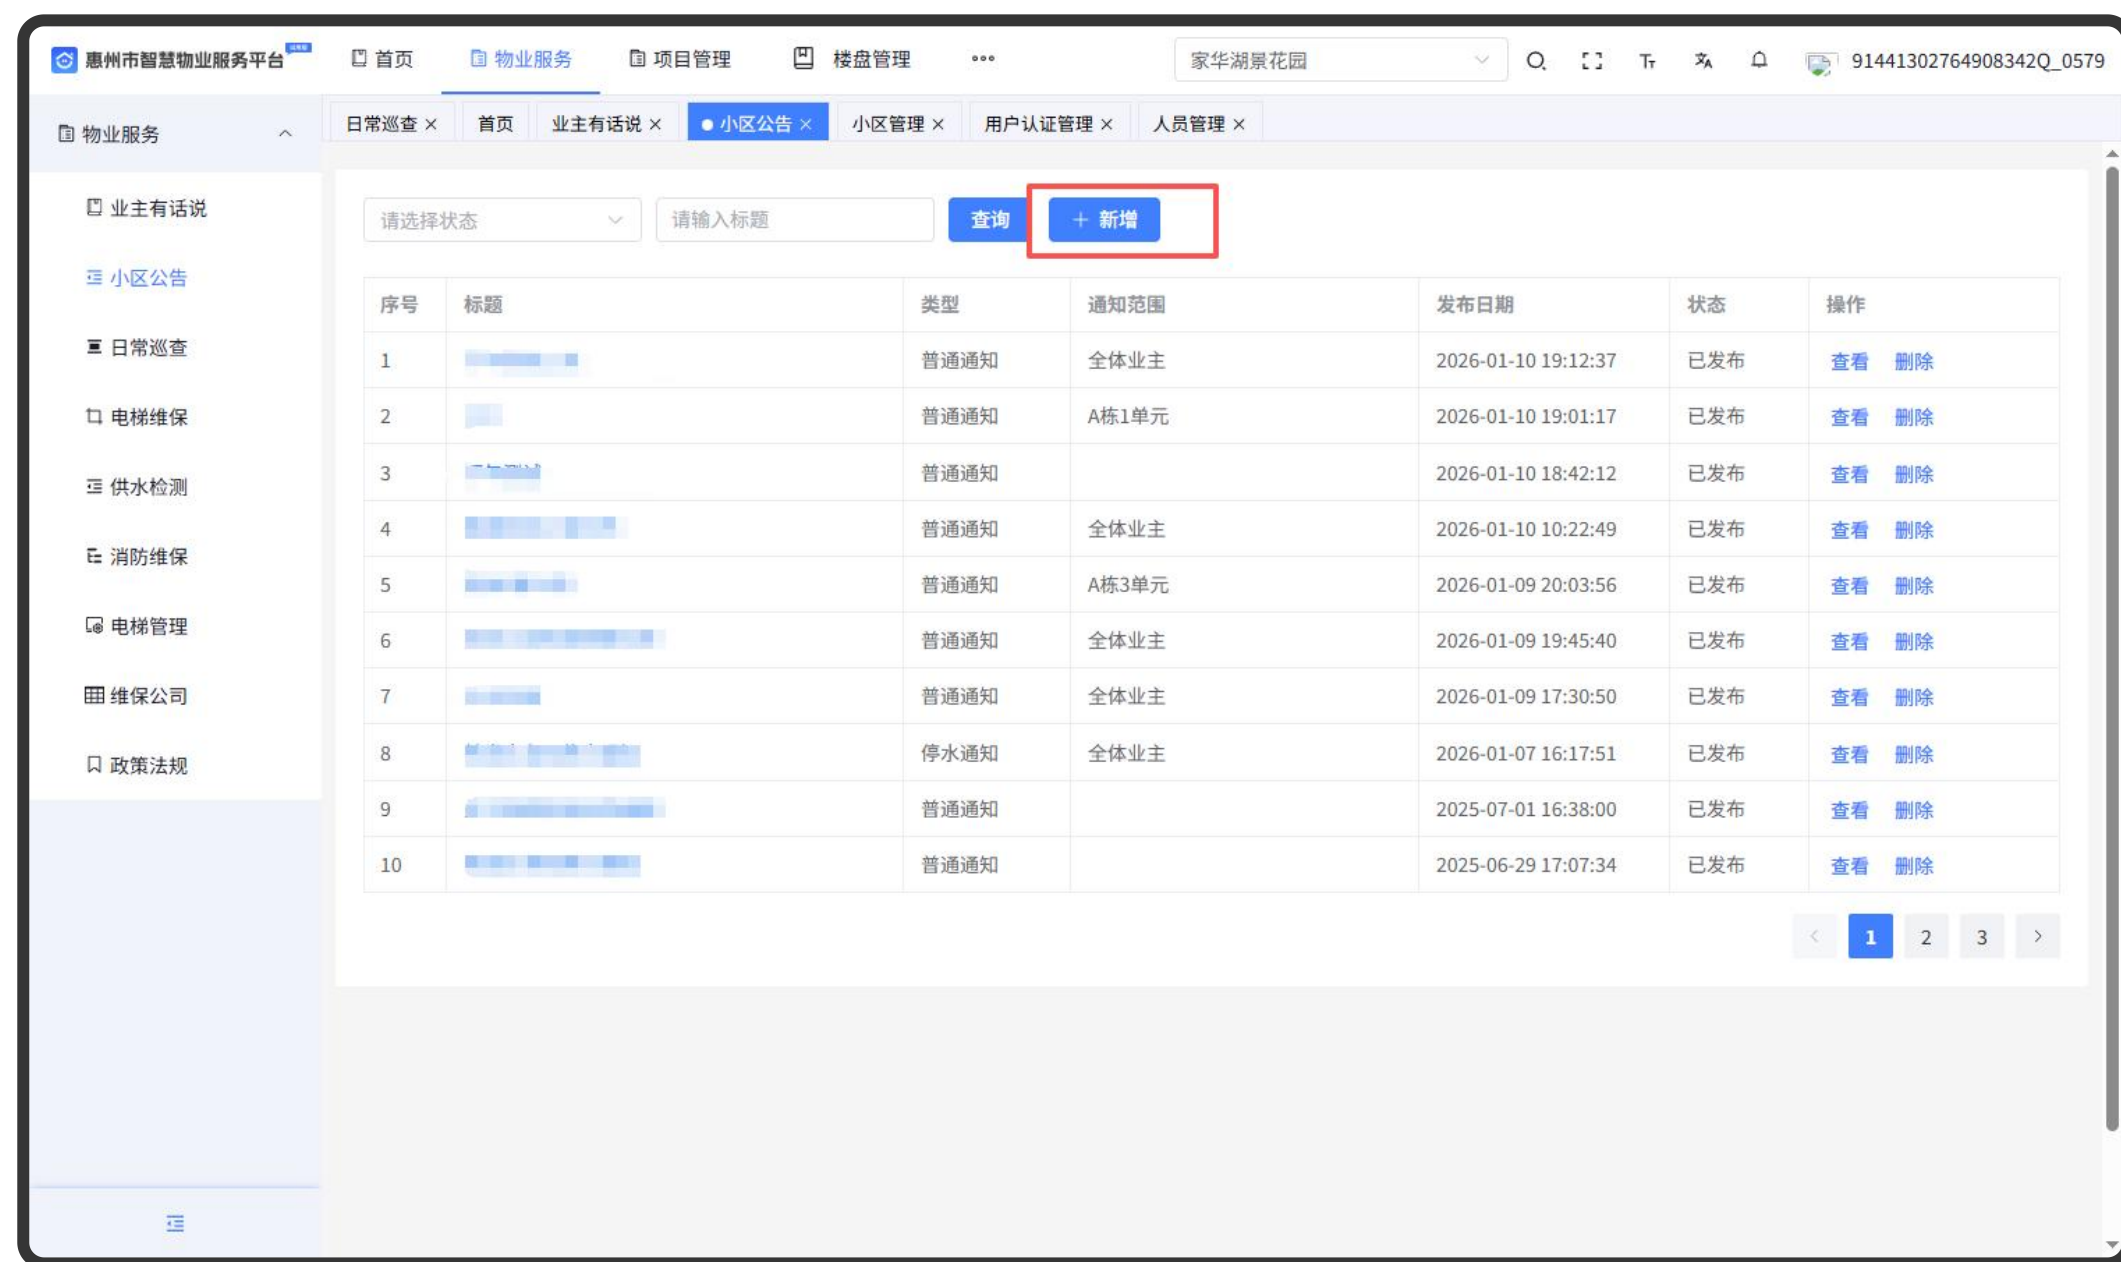 惠州市智慧物业服务平台 首页 物业服务 项目管理 楼盘管理 家华湖景花园 91441302764908342Q_0579
物业服务
日常巡查 首页 业主有话说 小区公告 小区管理 用户认证管理 人员管理
业主有话说
小区公告
日常巡查
电梯维保
供水检测
消防维保
电梯管理
维保公司
政策法规
请选择状态 请输入标题 查询 新增
序号 标题 类型 通知范围 发布日期 状态 操作
1 普通通知 全体业主 2026-01-10 19:12:37 已发布 查看 删除
2 普通通知 A栋1单元 2026-01-10 19:01:17 已发布 查看 删除
3 普通通知 2026-01-10 18:42:12 已发布 查看 删除
4 普通通知 全体业主 2026-01-10 10:22:49 已发布 查看 删除
5 普通通知 A栋3单元 2026-01-09 20:03:56 已发布 查看 删除
6 普通通知 全体业主 2026-01-09 19:45:40 已发布 查看 删除
7 普通通知 全体业主 2026-01-09 17:30:50 已发布 查看 删除
8 停水通知 全体业主 2026-01-07 16:17:51 已发布 查看 删除
9 普通通知 2025-07-01 16:38:00 已发布 查看 删除
10 普通通知 2025-06-29 17:07:34 已发布 查看 删除
1 2 3